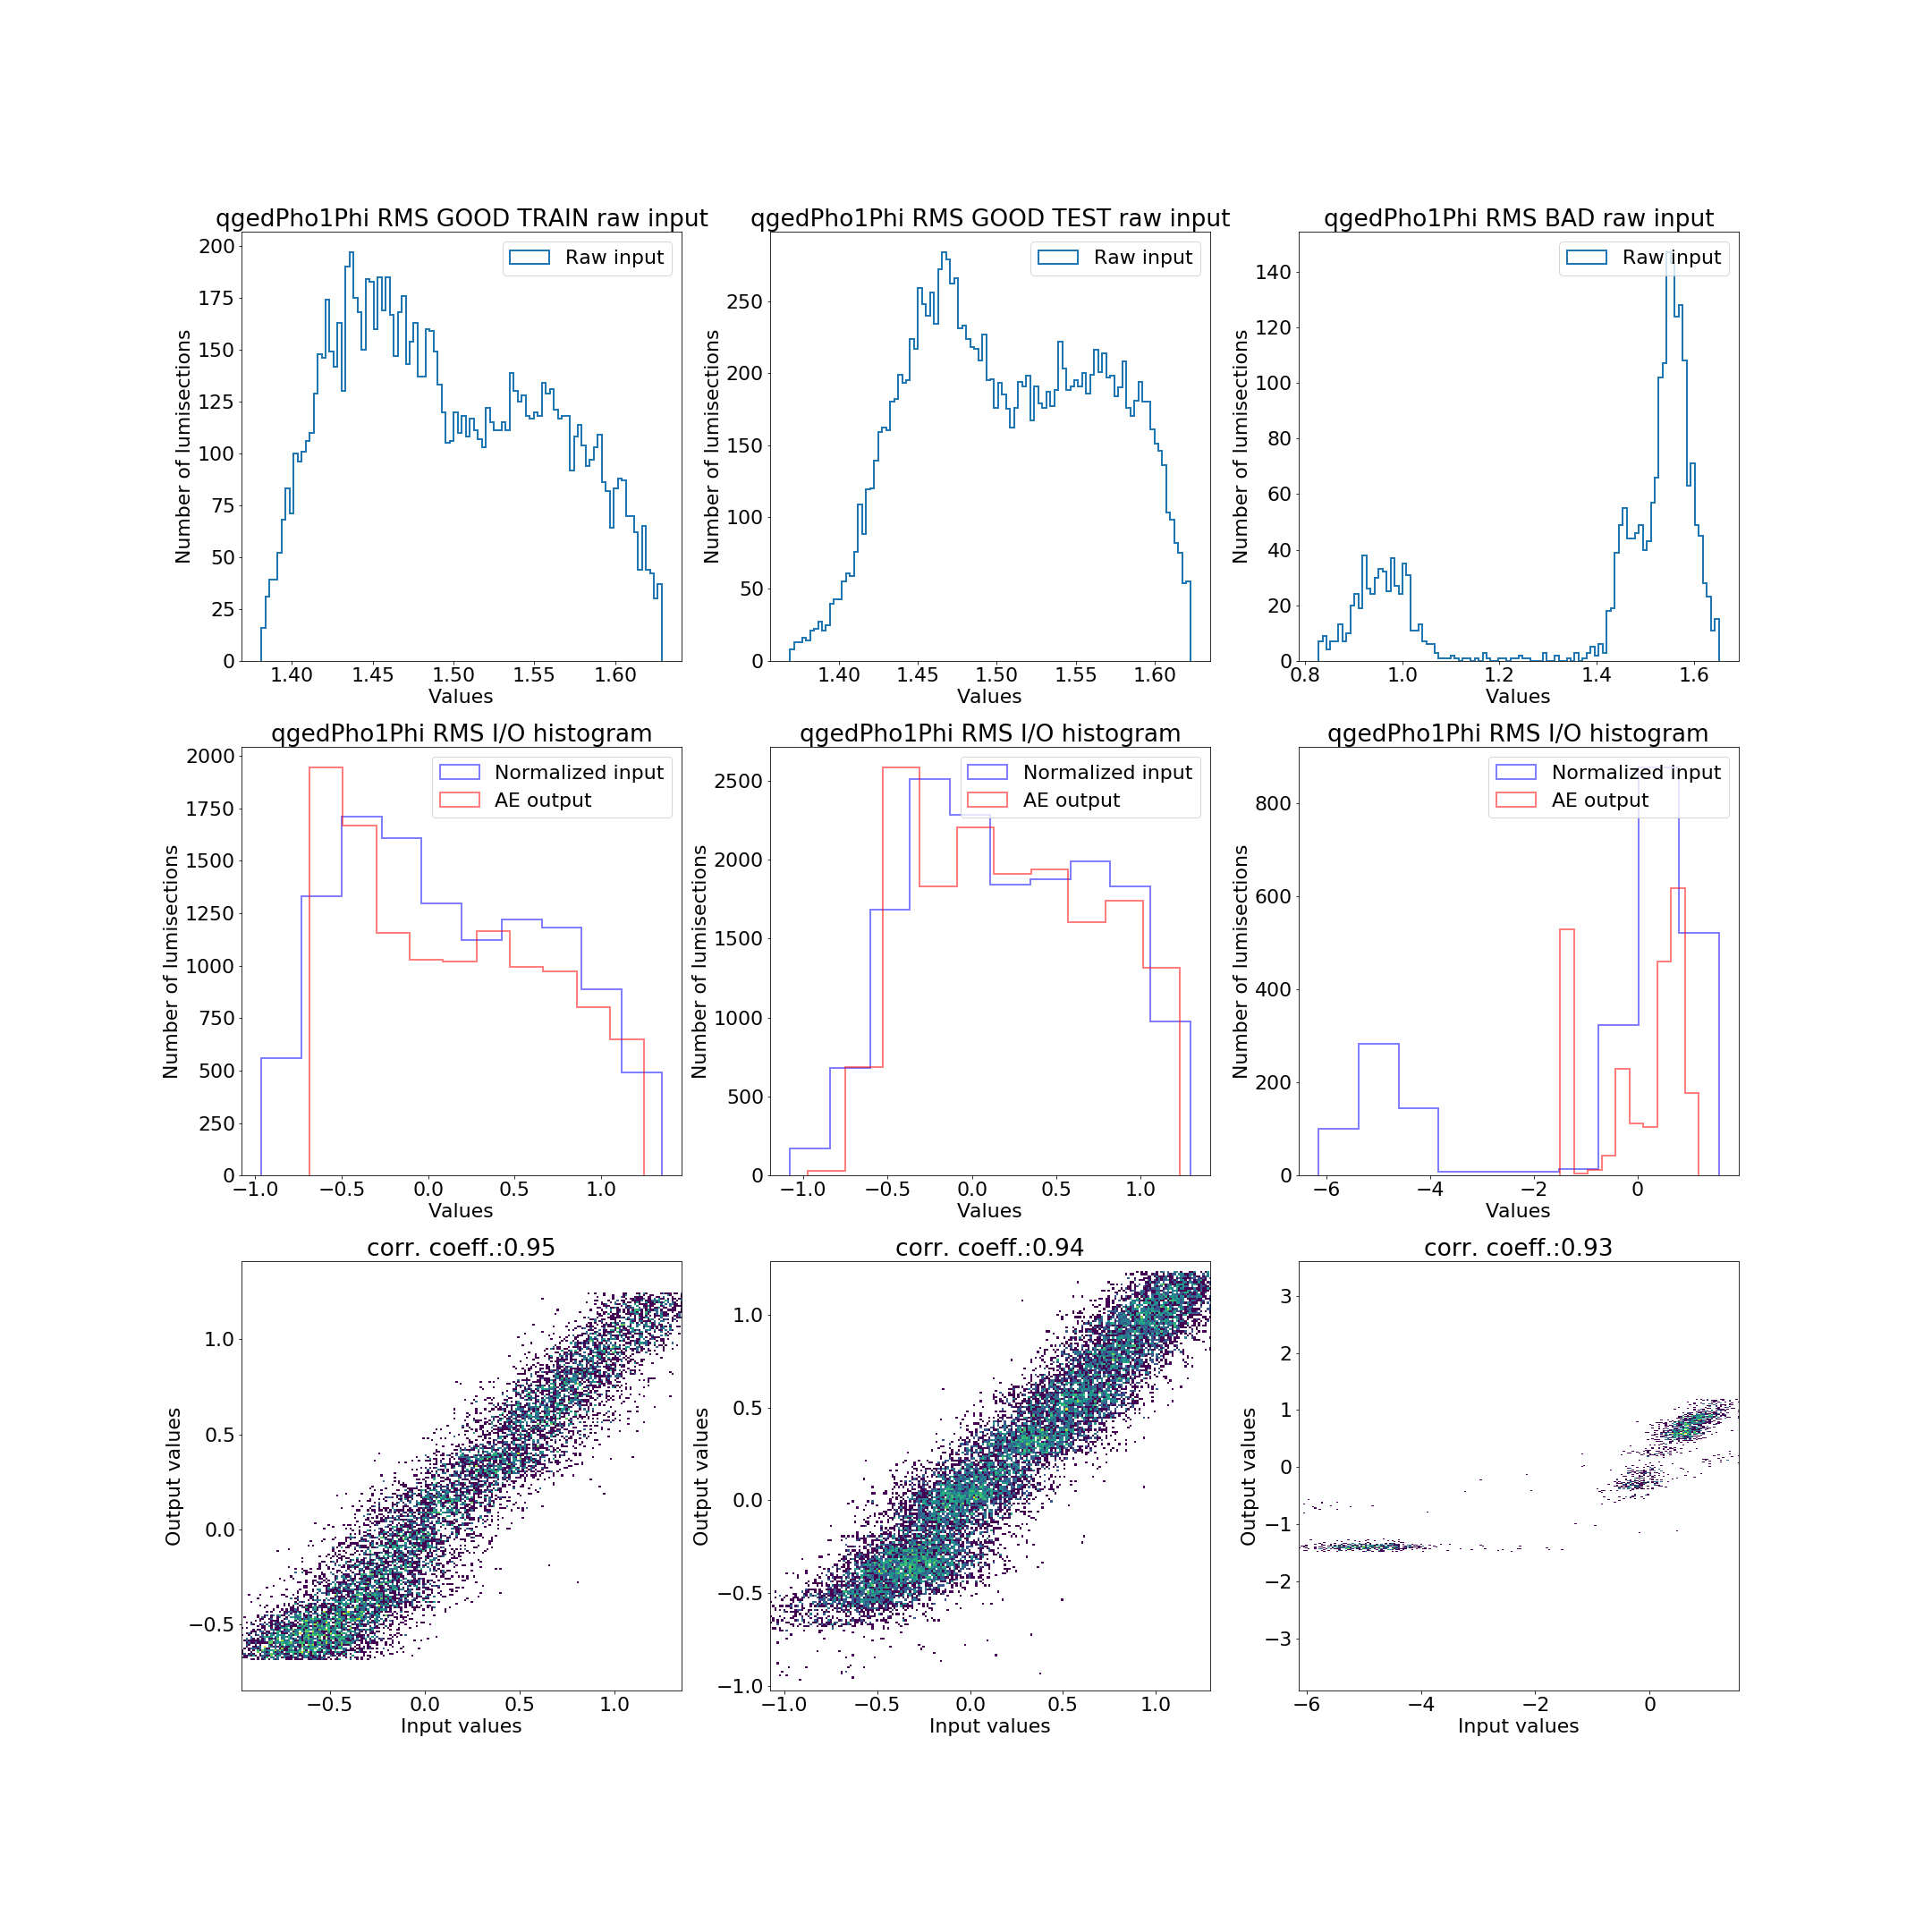 qgedPho1Phi RMS GOOD TRAIN raw input
Raw input
200
175
150
125
100
75
50
25
0
Number of lumisections
1.40 1.45 1.50 1.55 1.60
Values
qgedPho1Phi RMS GOOD TEST raw input
Raw input
250
200
150
100
50
0
Number of lumisections
1.40 1.45 1.50 1.55 1.60
Values
qgedPho1Phi RMS BAD raw input
Raw input
140
120
100
80
60
40
20
0
Number of lumisections
0.8 1.0 1.2 1.4 1.6
Values
qgedPho1Phi RMS I/O histogram
Normalized input
AE output
2000
1750
1500
1250
1000
750
500
250
0
Number of lumisections
−1.0 −0.5 0.0 0.5 1.0
Values
qgedPho1Phi RMS I/O histogram
Normalized input
AE output
2500
2000
1500
1000
500
0
Number of lumisections
−1.0 −0.5 0.0 0.5 1.0
Values
qgedPho1Phi RMS I/O histogram
Normalized input
AE output
800
600
400
200
0
Number of lumisections
−6 −4 −2 0
Values
corr. coeff.:0.95
1.0
0.5
0.0
−0.5
Output values
−0.5 0.0 0.5 1.0
Input values
corr. coeff.:0.94
1.0
0.5
0.0
−0.5
−1.0
Output values
−1.0 −0.5 0.0 0.5 1.0
Input values
corr. coeff.:0.93
3
2
1
0
−1
−2
−3
Output values
−6 −4 −2 0
Input values